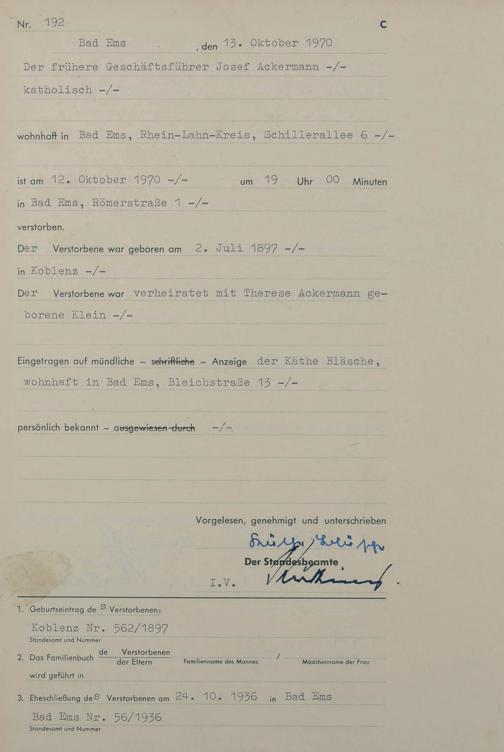 Nr. 192 C
Bad Ems , den 13. Oktober 1970
Der frühere Geschäftsführer Josef Ackermann -/-
katholisch -/-
wohnhaft in Bad Ems, Rhein-Lahn-Kreis, Schillerallee 6 -/-
ist am 12. Oktober 1970 -/- um 19 Uhr 00 Minuten
in Bad Ems, Römerstraße 1 -/-
verstorben.
Der Verstorbene war geboren am 2. Juli 1897 -/-
in Koblenz -/-
Der Verstorbene war verheiratet mit Therese Ackermann ge-
borene Klein -/-
Eingetragen auf mündliche – schriftliche – Anzeige der Käthe Bläsche,
wohnhaft in Bad Ems, Bleichstraße 13 -/-
persönlich bekannt – ausgewiesen durch -/-
Vorgelesen, genehmigt und unterschrieben
Käthe Bläsche
Der Standesbeamte
I.V.
1. Geburtseintrag des Verstorbenen:
Koblenz Nr. 562/1897
Standesamt und Nummer
2. Das Familienbuch de Verstorbenen
der Eltern Familienname des Mannes / Mädchenname der Frau
wird geführt in
3. Eheschließung des Verstorbenen am 24. 10. 1936 in Bad Ems
Bad Ems Nr. 56/1936
Standesamt und Nummer